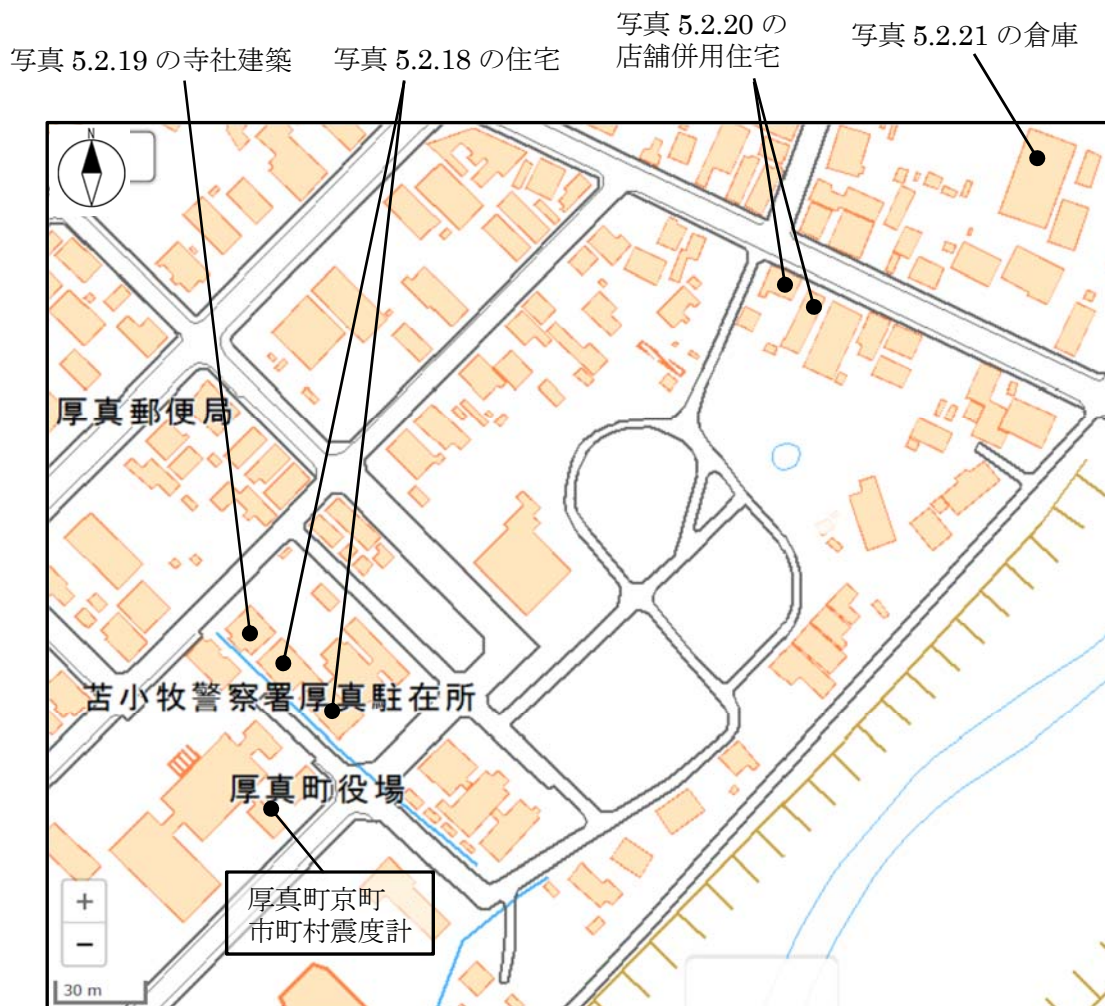 写真 5.2.19 の寺社建築
写真 5.2.18 の住宅
写真 5.2.20 の
店舗併用住宅
写真 5.2.21 の倉庫
N
厚真郵便局
苫小牧警察署厚真駐在所
厚真町役場
厚真町京町
市町村震度計
+
−
30 m